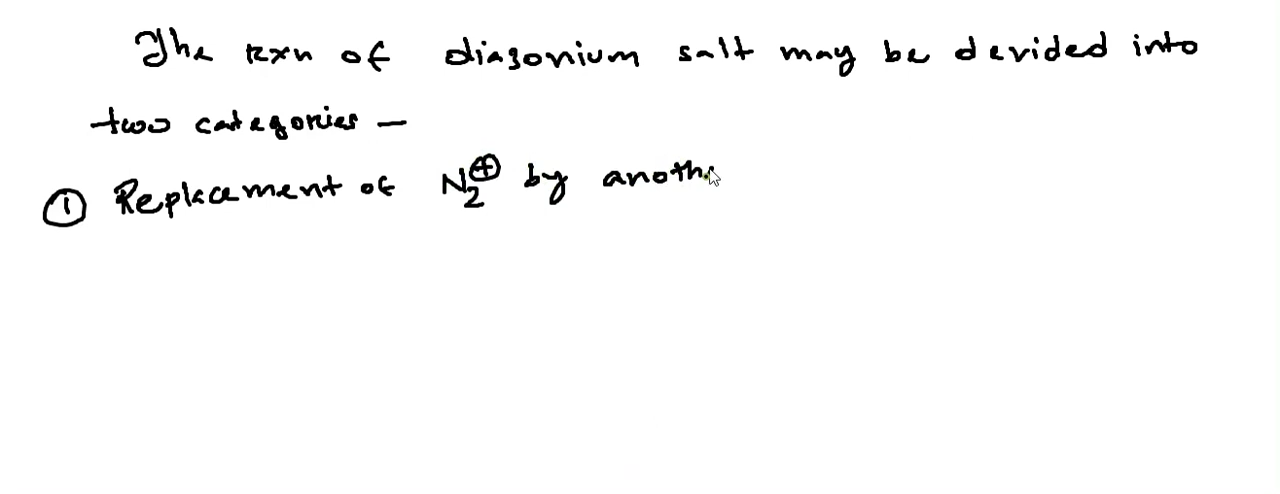 The rxn of diazonium salt may be devided into
two categories —
① Replacement of N₂⊕ by anoth